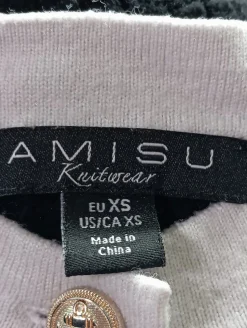 AMISU
Knitwear
EU XS
US/CA XS
Made in
China